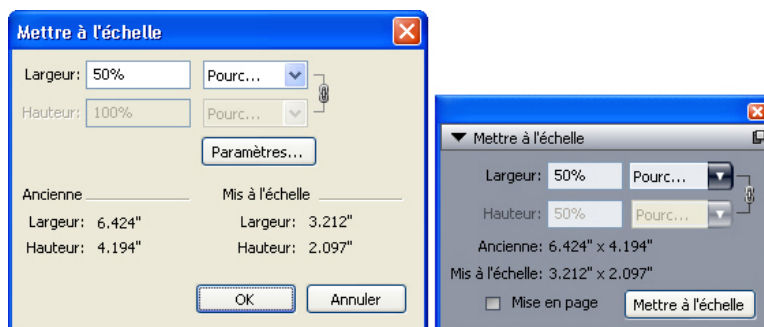 Mettre à l'échelle
Largeur: 50% Pourc...
Hauteur: 100% Pourc...
Paramètres...
Ancienne Mis à l'échelle
Largeur: 6.424" Largeur: 3.212"
Hauteur: 4.194" Hauteur: 2.097"
OK Annuler
Mettre à l'échelle
Largeur: 50% Pourc...
Hauteur: 50% Pourc...
Ancienne: 6.424" x 4.194"
Mis à l'échelle: 3.212" x 2.097"
Mise en page Mettre à l'échelle